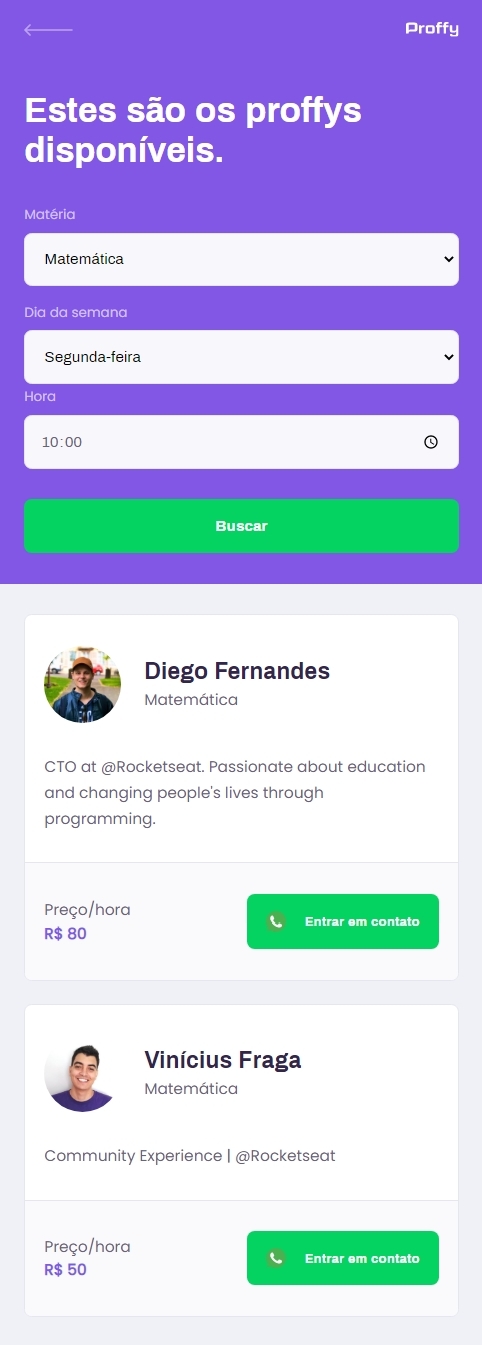 Proffy
Estes são os proffys
disponíveis.
Matéria
Matemática
Dia da semana
Segunda-feira
Hora
10:00
Buscar
Diego Fernandes
Matemática
CTO at @Rocketseat. Passionate about education
and changing people's lives through
programming.
Preço/hora
R$ 80
Entrar em contato
Vinícius Fraga
Matemática
Community Experience | @Rocketseat
Preço/hora
R$ 50
Entrar em contato